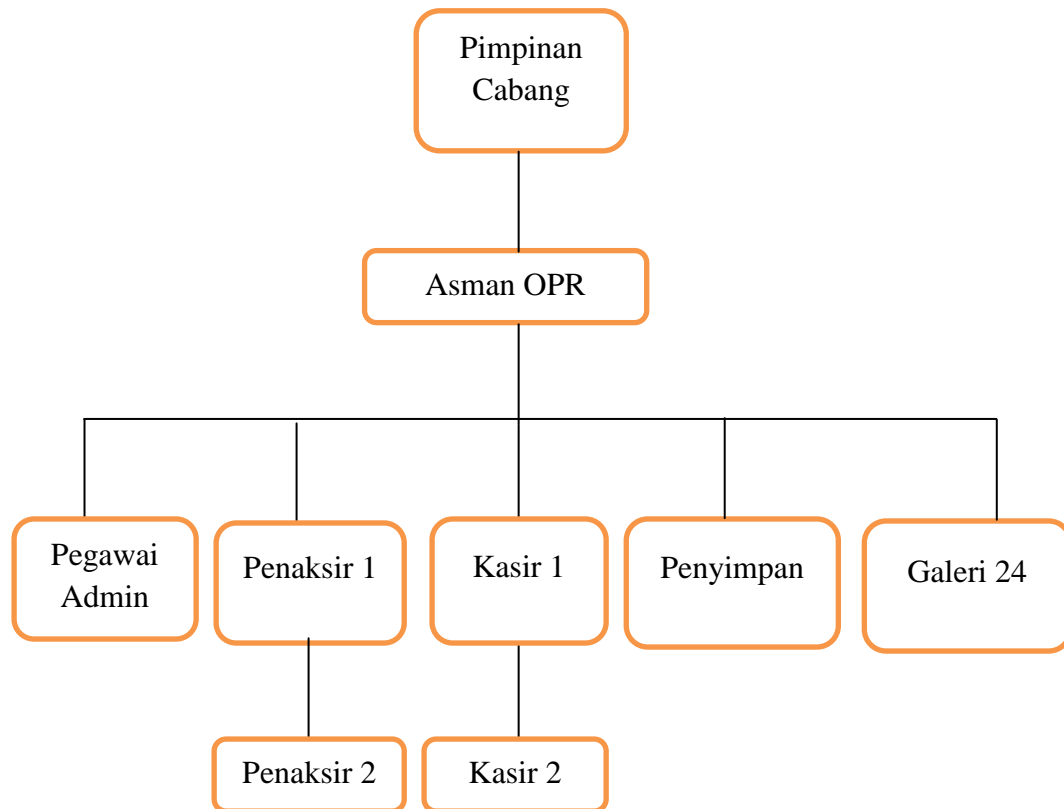 Pimpinan
Cabang
Asman OPR
Pegawai
Admin
Penaksir 1
Kasir 1
Penyimpan
Galeri 24
Penaksir 2
Kasir 2